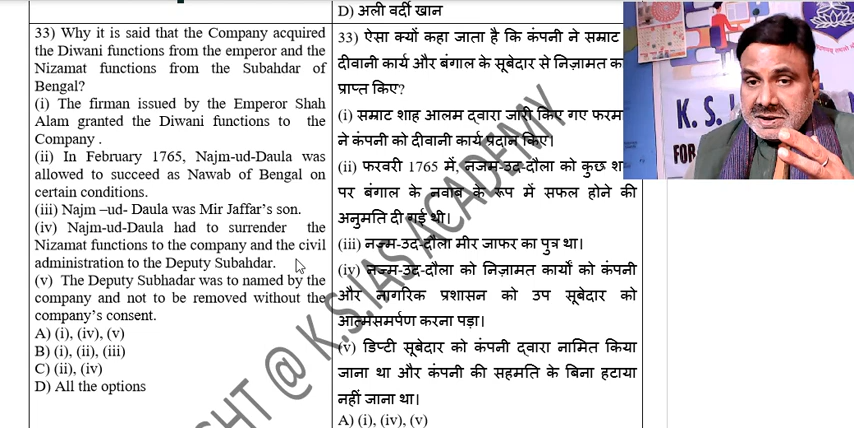 D) अली वर्दी खान
33) Why it is said that the Company acquired
the Diwani functions from the emperor and the
Nizamat functions from the Subahdar of
Bengal?
(i) The firman issued by the Emperor Shah
Alam granted the Diwani functions to the
Company .
(ii) In February 1765, Najm-ud-Daula was
allowed to succeed as Nawab of Bengal on
certain conditions.
(iii) Najm –ud- Daula was Mir Jaffar’s son.
(iv) Najm-ud-Daula had to surrender the
Nizamat functions to the company and the civil
administration to the Deputy Subahdar.
(v) The Deputy Subhadar was to named by the
company and not to be removed without the
company’s consent.
A) (i), (iv), (v)
B) (i), (ii), (iii)
C) (ii), (iv)
D) All the options
33) ऐसा क्यों कहा जाता है कि कंपनी ने सम्राट
दीवानी कार्य और बंगाल के सूबेदार से निज़ामत
प्राप्त किए?
(i) सम्राट शाह आलम द्वारा जारी किए गए
ने कंपनी को दीवानी कार्य प्रदान किए।
(ii) फरवरी 1765 में, नजम-उद-दौला को कुछ
पर बंगाल के नवाब के रूप में सफल होने की
अनुमति दी गई थी।
(iii) नज्म-उद-दौला मीर जाफर का पुत्र था।
(iv) नज्म-उद-दौला को निज़ामत कार्यों को कंपनी
और नागरिक प्रशासन को उप सूबेदार को
आत्मसमर्पण करना पड़ा।
(v) डिप्टी सूबेदार को कंपनी द्वारा नामित किया
जाना था और कंपनी की सहमति के बिना हटाया
नहीं जाना था।
A) (i), (iv), (v)
@ K.S.IAS ACADEMY
K. S.
FOR